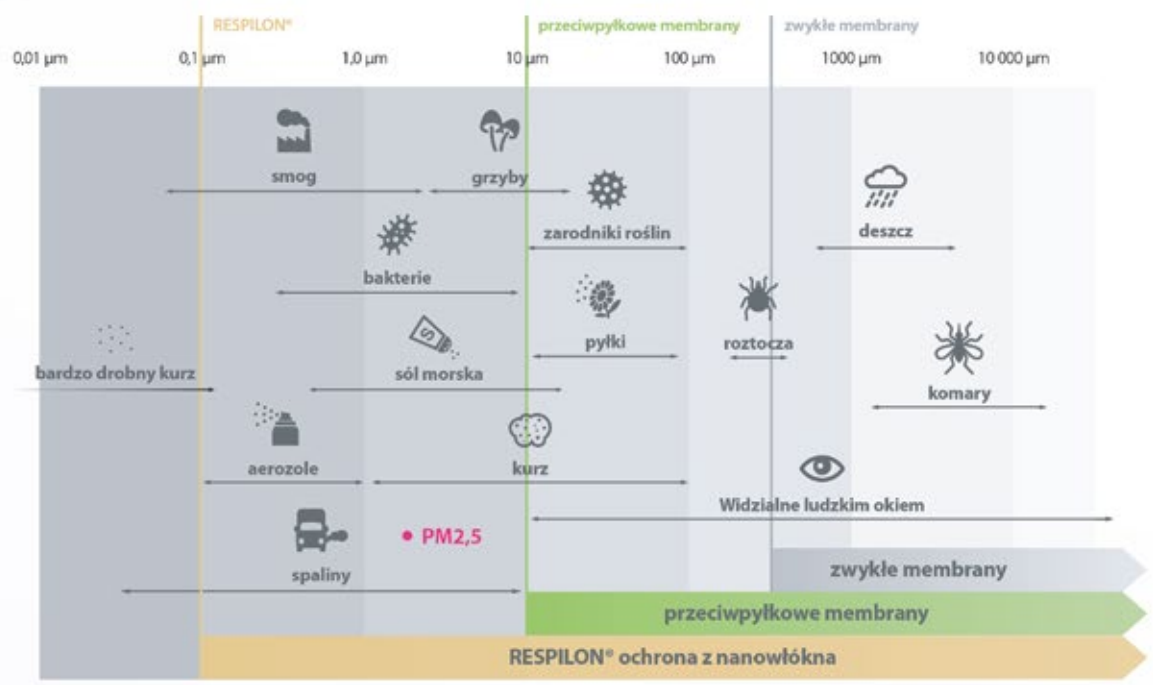 RESPILON®
przeciwpyłkowe membrany
zwykłe membrany
0,01 µm
0,1 µm
1,0 µm
10 µm
100 µm
1000 µm
10 000 µm
smog
grzyby
zarodniki roślin
deszcz
bakterie
S
pyłki
roztocza
bardzo drobny kurz
sól morska
komary
aerozole
kurz
Widzialne ludzkim okiem
PM2,5
spaliny
zwykłe membrany
przeciwpyłkowe membrany
RESPILON® ochrona z nanowłókna